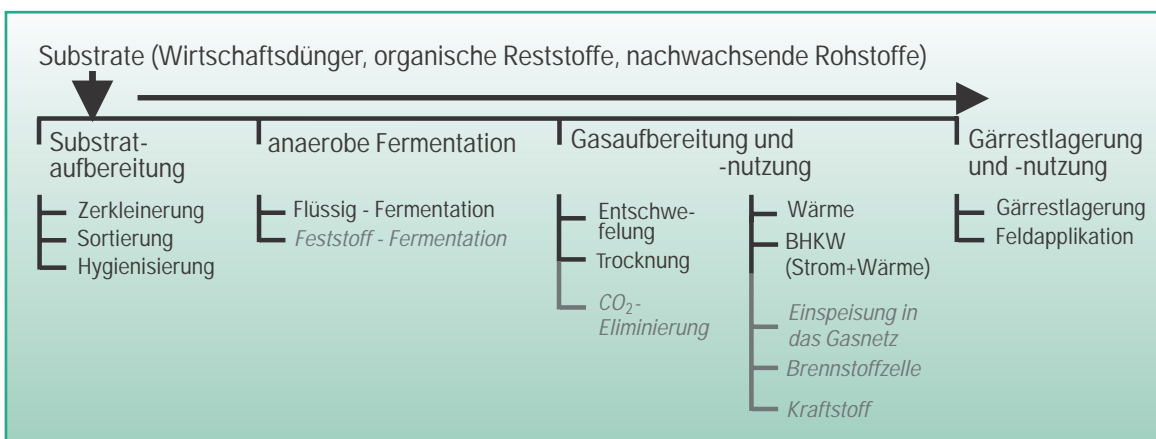 Substrate (Wirtschaftsdünger, organische Reststoffe, nachwachsende Rohstoffe)
Substrat-
aufbereitung
Zerkleinerung
Sortierung
Hygienisierung
anaerobe Fermentation
Flüssig - Fermentation
Feststoff - Fermentation
Gasaufbereitung und
-nutzung
Entschwe-
felung
Trocknung
CO₂-
Eliminierung
Wärme
BHKW
(Strom+Wärme)
Einspeisung in
das Gasnetz
Brennstoffzelle
Kraftstoff
Gärrestlagerung
und -nutzung
Gärrestlagerung
Feldapplikation